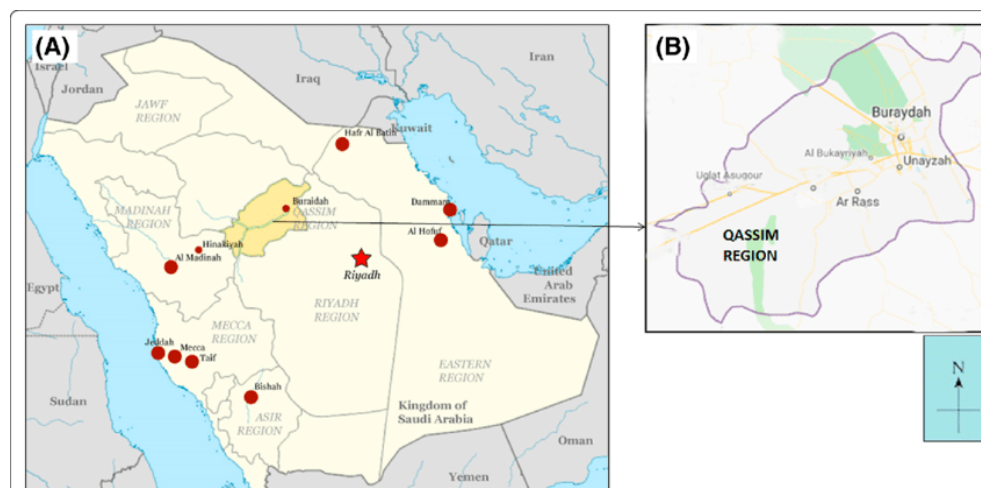 (A)
Israel
Jordan
Iraq
Iran
JAWF
REGION
Hafr Al Batin
Kuwait
MADINAH
REGION
Buraidah
QASSIM
REGION
Dammam
Hinakiyah
Al Madinah
Al Hofuf
Qatar
Riyadh
Egypt
United
Arab
Emirates
RIYADH
REGION
MECCA
REGION
Jeddah
Mecca
Taif
EASTERN
REGION
Bishah
Sudan
ASIR
REGION
Kingdom of
Saudi Arabia
Oman
Yemen
(B)
Buraydah
Al Bukayriyah
Unayzah
Uglat Asugour
Ar Rass
QASSIM
REGION
N